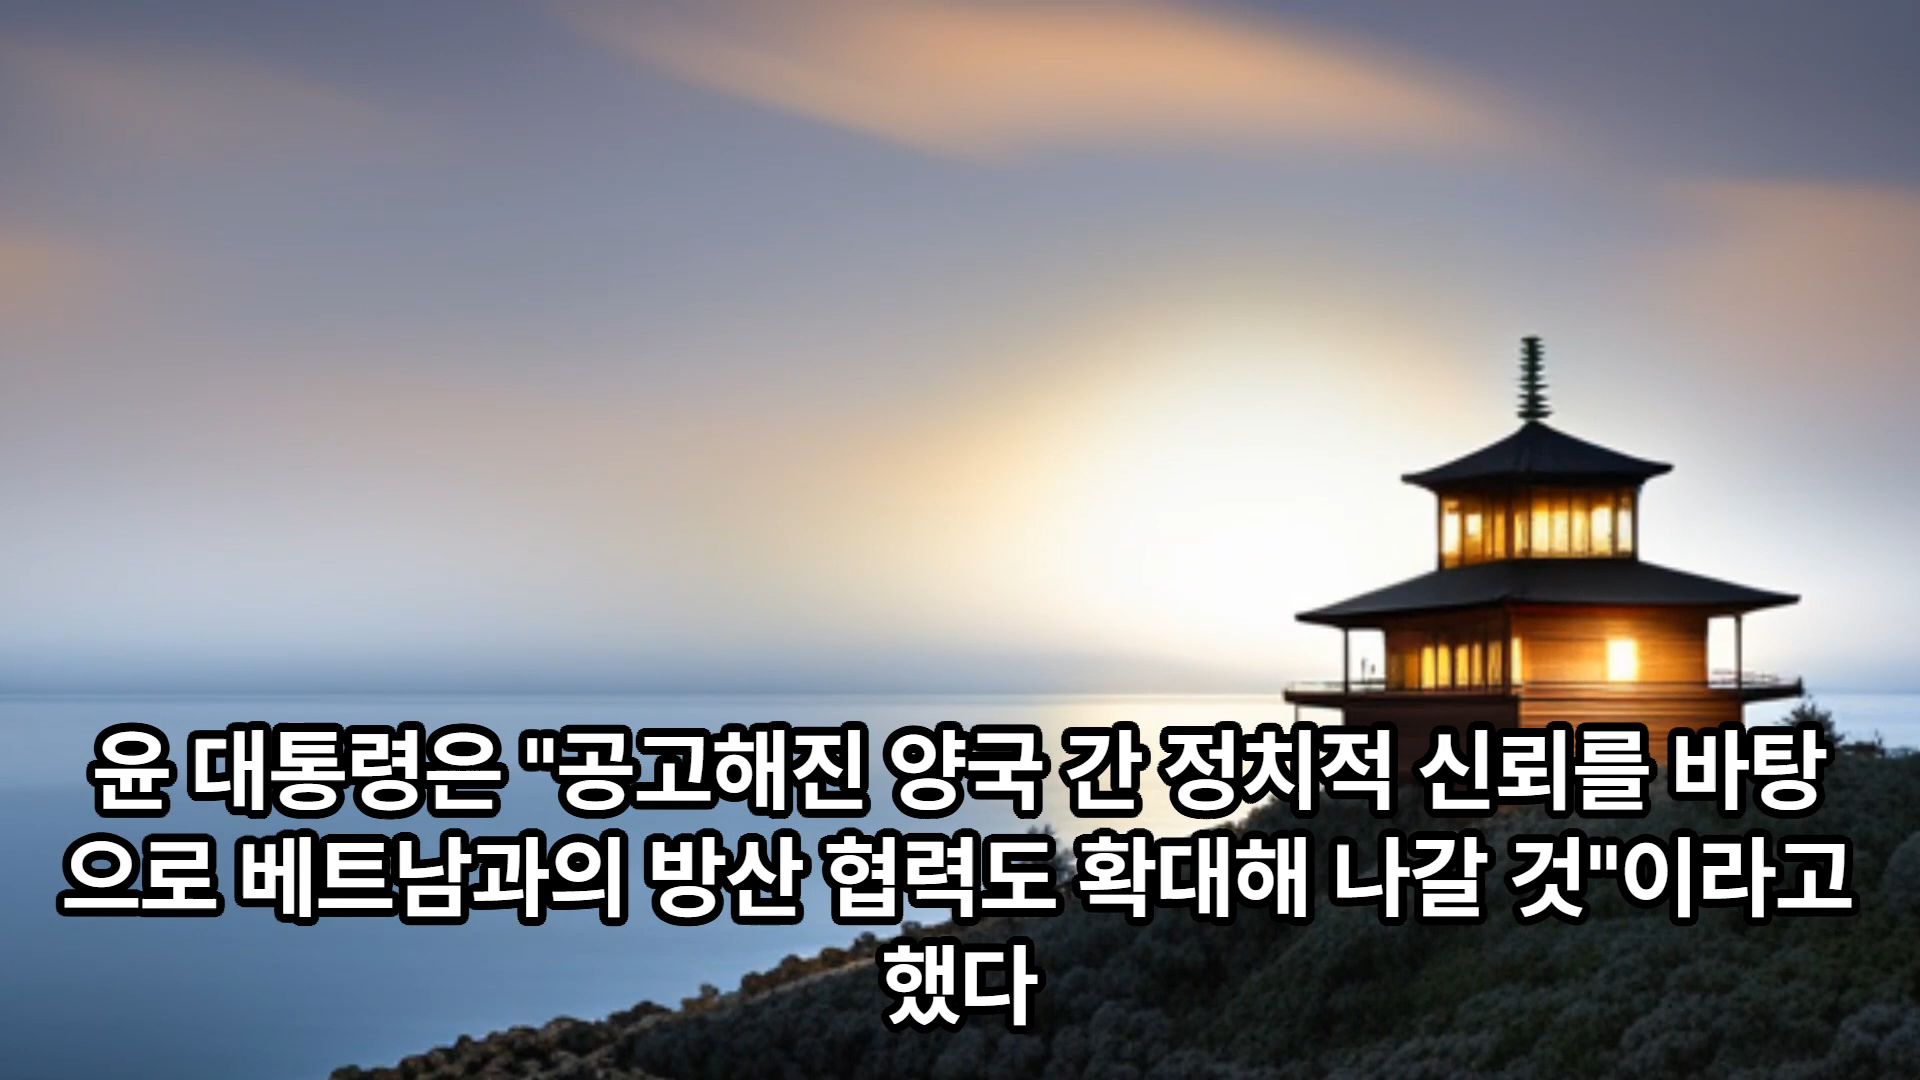 윤 대통령은 "공고해진 양국 간 정치적 신뢰를 바탕
으로 베트남과의 방산 협력도 확대해 나갈 것"이라고
했다